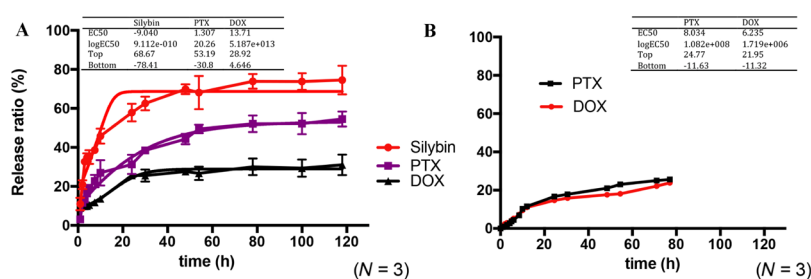 A
Silybin PTX DOX
EC50 -9.040 1.307 13.71
logEC50 9.112e-010 20.26 5.187e+013
Top 68.67 53.19 28.92
Bottom -78.41 -30.8 4.646
Release ratio (%)
100
80
60
40
20
0
0 20 40 60 80 100 120
time (h)
Silybin
PTX
DOX
(N = 3)
B
PTX DOX
EC50 8.034 6.235
logEC50 1.082e+008 1.719e+006
Top 24.77 21.95
Bottom -11.63 -11.32
PTX
DOX
100
80
60
40
20
0
0 20 40 60 80 100
time (h)
(N = 3)